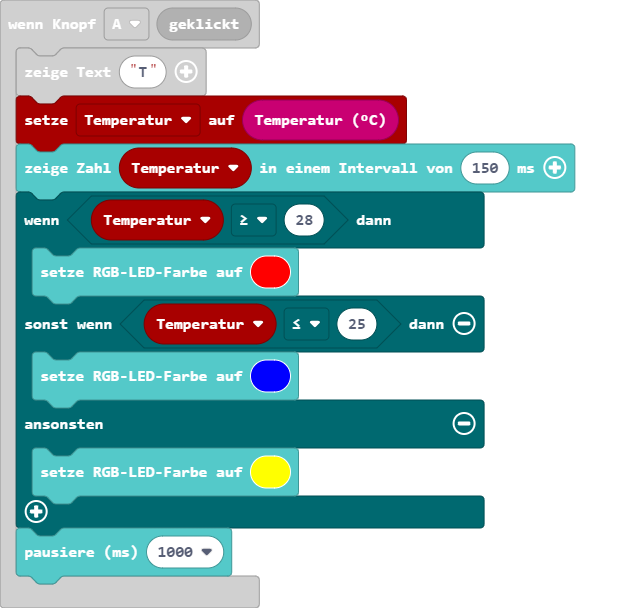 wenn Knopf A geklickt
zeige Text "T"
setze Temperatur auf Temperatur (ºC)
zeige Zahl Temperatur in einem Intervall von 150 ms
wenn Temperatur ≥ 28 dann
setze RGB-LED-Farbe auf
sonst wenn Temperatur ≤ 25 dann
setze RGB-LED-Farbe auf
ansonsten
setze RGB-LED-Farbe auf
pausiere (ms) 1000